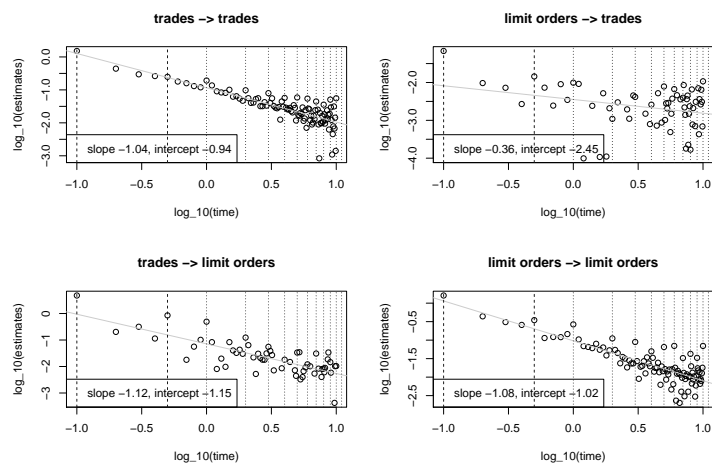 trades −> trades
log_10(estimates)
0.0
−1.0
−2.0
−3.0
slope −1.04, intercept −0.94
−1.0
−0.5
0.0
0.5
1.0
log_10(time)
limit orders −> trades
log_10(estimates)
−2.0
−3.0
−4.0
slope −0.36, intercept −2.45
−1.0
−0.5
0.0
0.5
1.0
log_10(time)
trades −> limit orders
log_10(estimates)
0
−1
−2
−3
slope −1.12, intercept −1.15
−1.0
−0.5
0.0
0.5
1.0
log_10(time)
limit orders −> limit orders
log_10(estimates)
−0.5
−1.5
−2.5
slope −1.08, intercept −1.02
−1.0
−0.5
0.0
0.5
1.0
log_10(time)